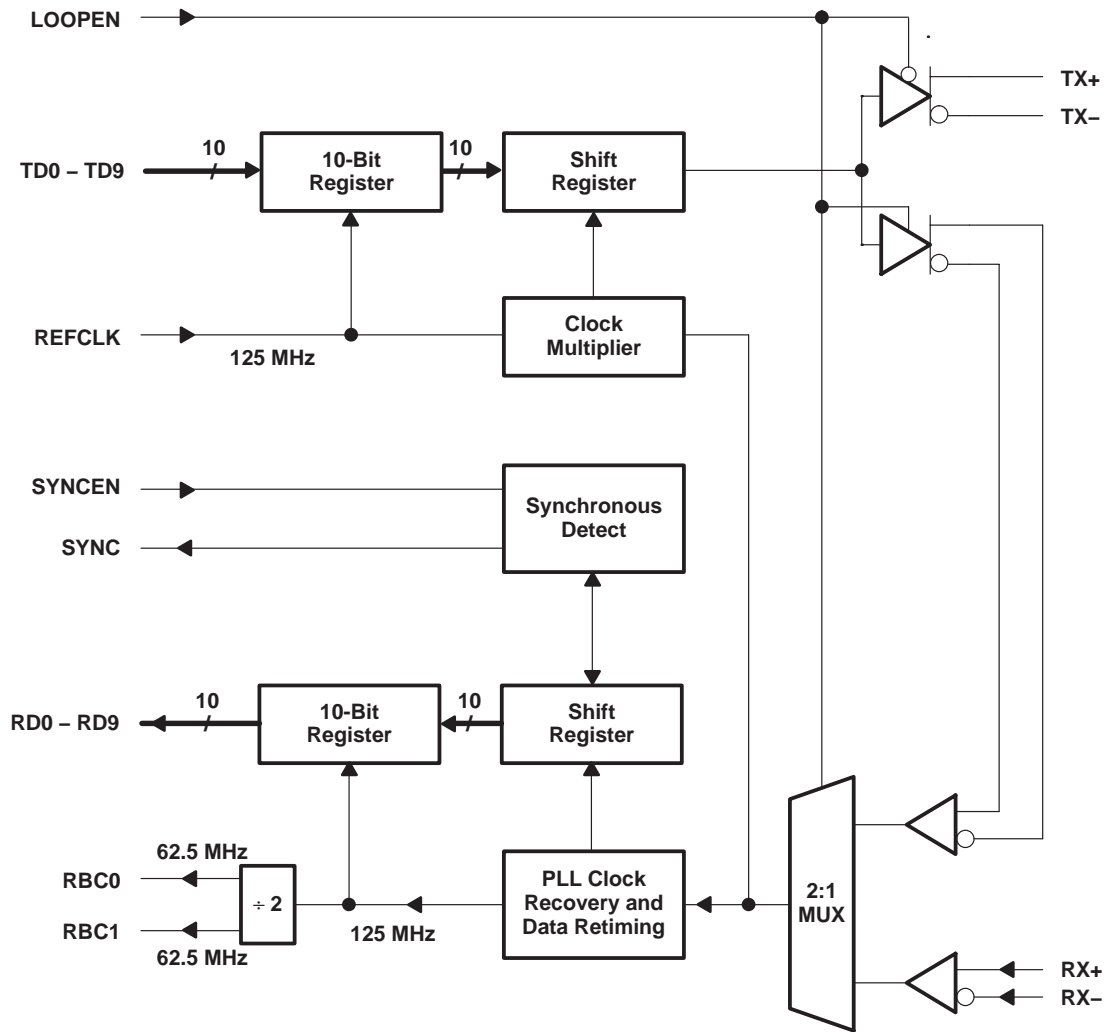 LOOPEN
TX+
TX–
TD0 – TD9
10
10-Bit
Register
10
Shift
Register
REFCLK
125 MHz
Clock
Multiplier
SYNCEN
SYNC
Synchronous
Detect
RD0 – RD9
10
10-Bit
Register
10
Shift
Register
RBC0
RBC1
62.5 MHz
62.5 MHz
÷ 2
125 MHz
PLL Clock
Recovery and
Data Retiming
2:1
MUX
RX+
RX–